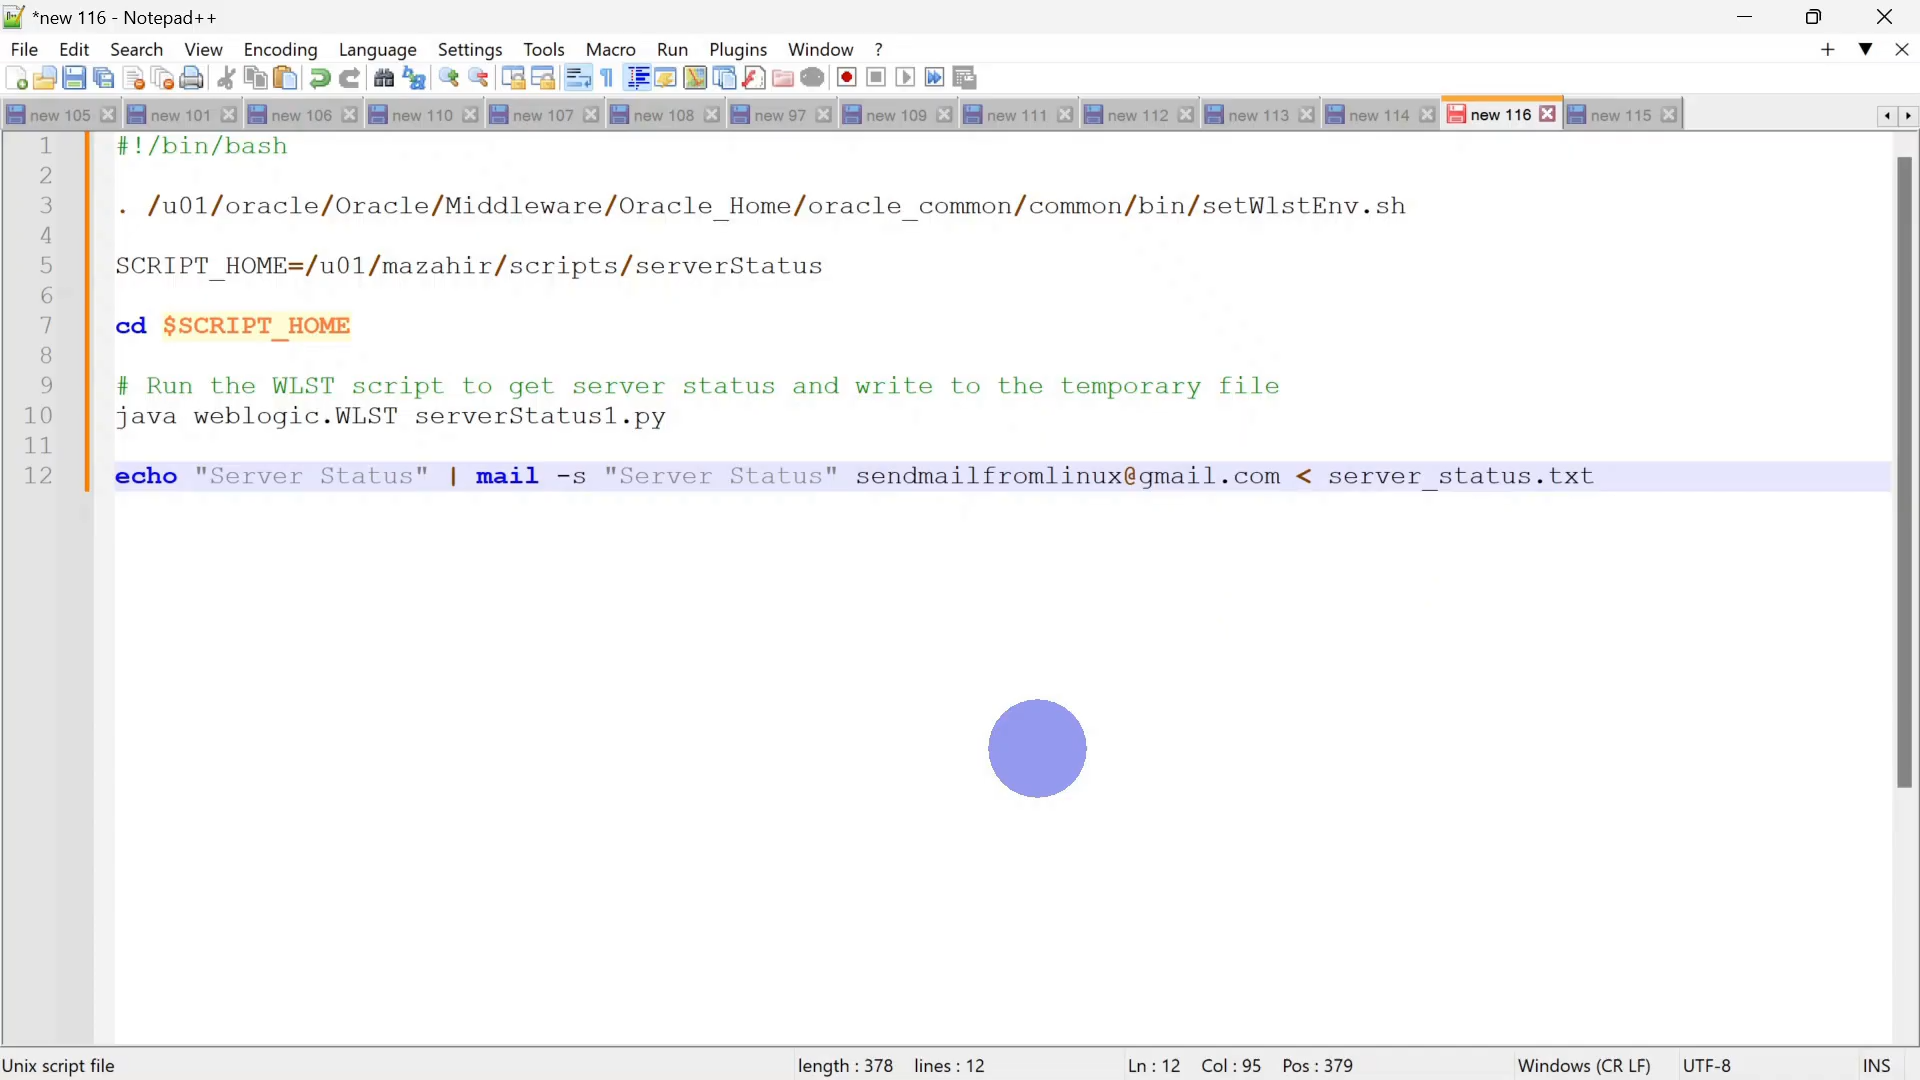 *new 116 - Notepad++
File Edit Search View Encoding Language Settings Tools Macro Run Plugins Window ?
new 105 new 101 new 106 new 110 new 107 new 108 new 97 new 109 new 111 new 112 new 113 new 114 new 116 new 115
1 #!/bin/bash
2
3 . /u01/oracle/Oracle/Middleware/Oracle_Home/oracle_common/common/bin/setWlstEnv.sh
4
5 SCRIPT_HOME=/u01/mazahir/scripts/serverStatus
6
7 cd $SCRIPT_HOME
8
9 # Run the WLST script to get server status and write to the temporary file
10 java weblogic.WLST serverStatus1.py
11
12 echo "Server Status" | mail -s "Server Status" sendmailfromlinux@gmail.com < server_status.txt
Unix script file length : 378 lines : 12 Ln : 12 Col : 95 Pos : 379 Windows (CR LF) UTF-8 INS